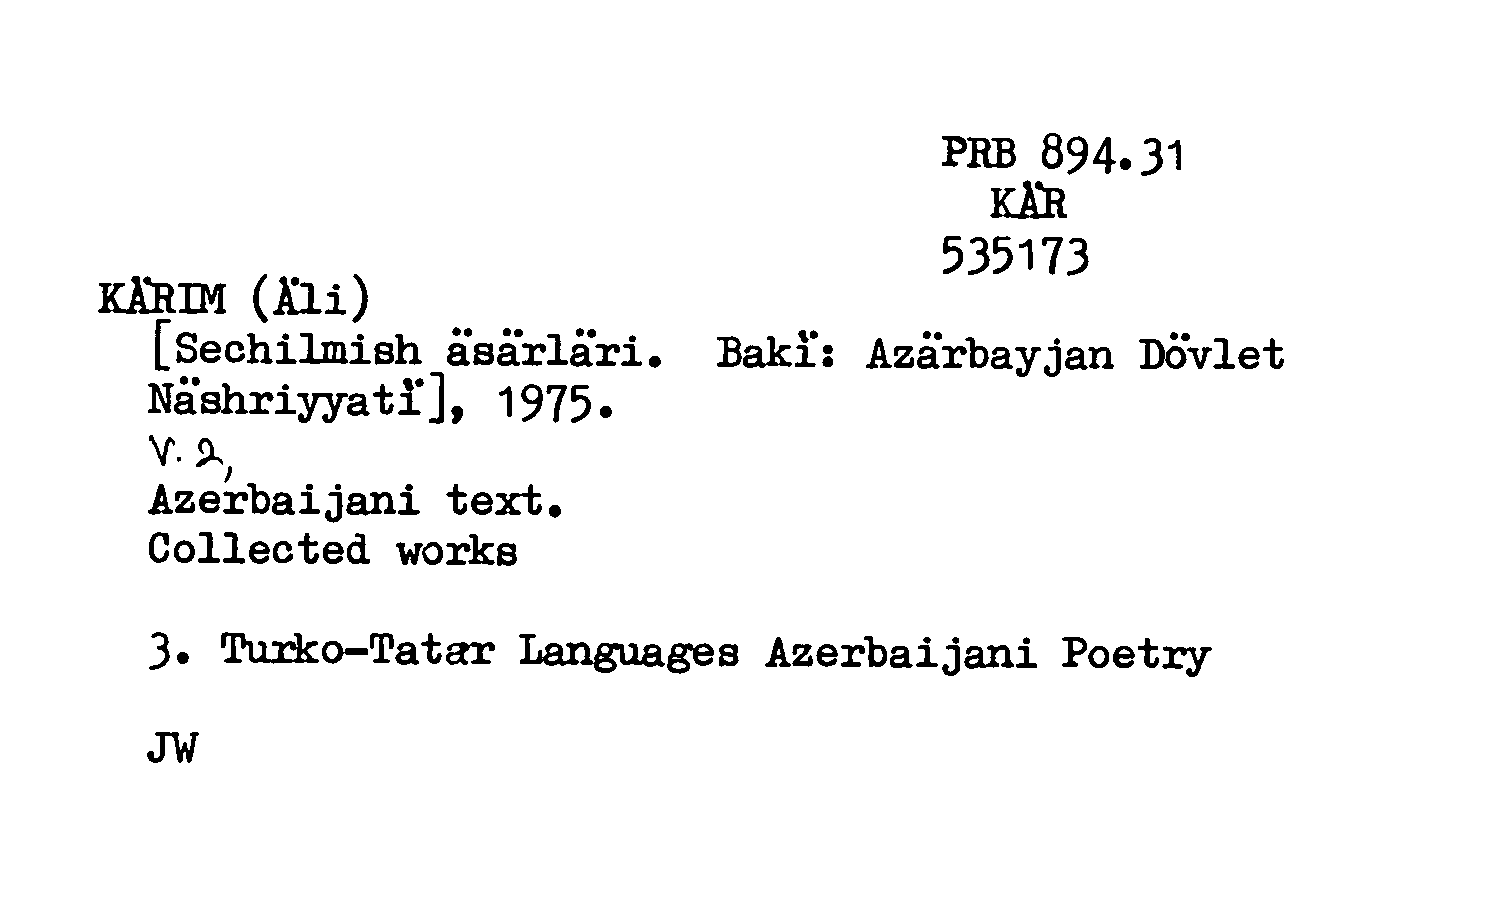 PRB 894.31
KÄR
535173
KÄRIM (Äli)
[Sechilmish äsärläri. Bakï: Azärbayjan Dövlet
Näshriyyatï], 1975.
V. 2,
Azerbaijani text.
Collected works
3. Turko-Tatar Languages Azerbaijani Poetry
JW